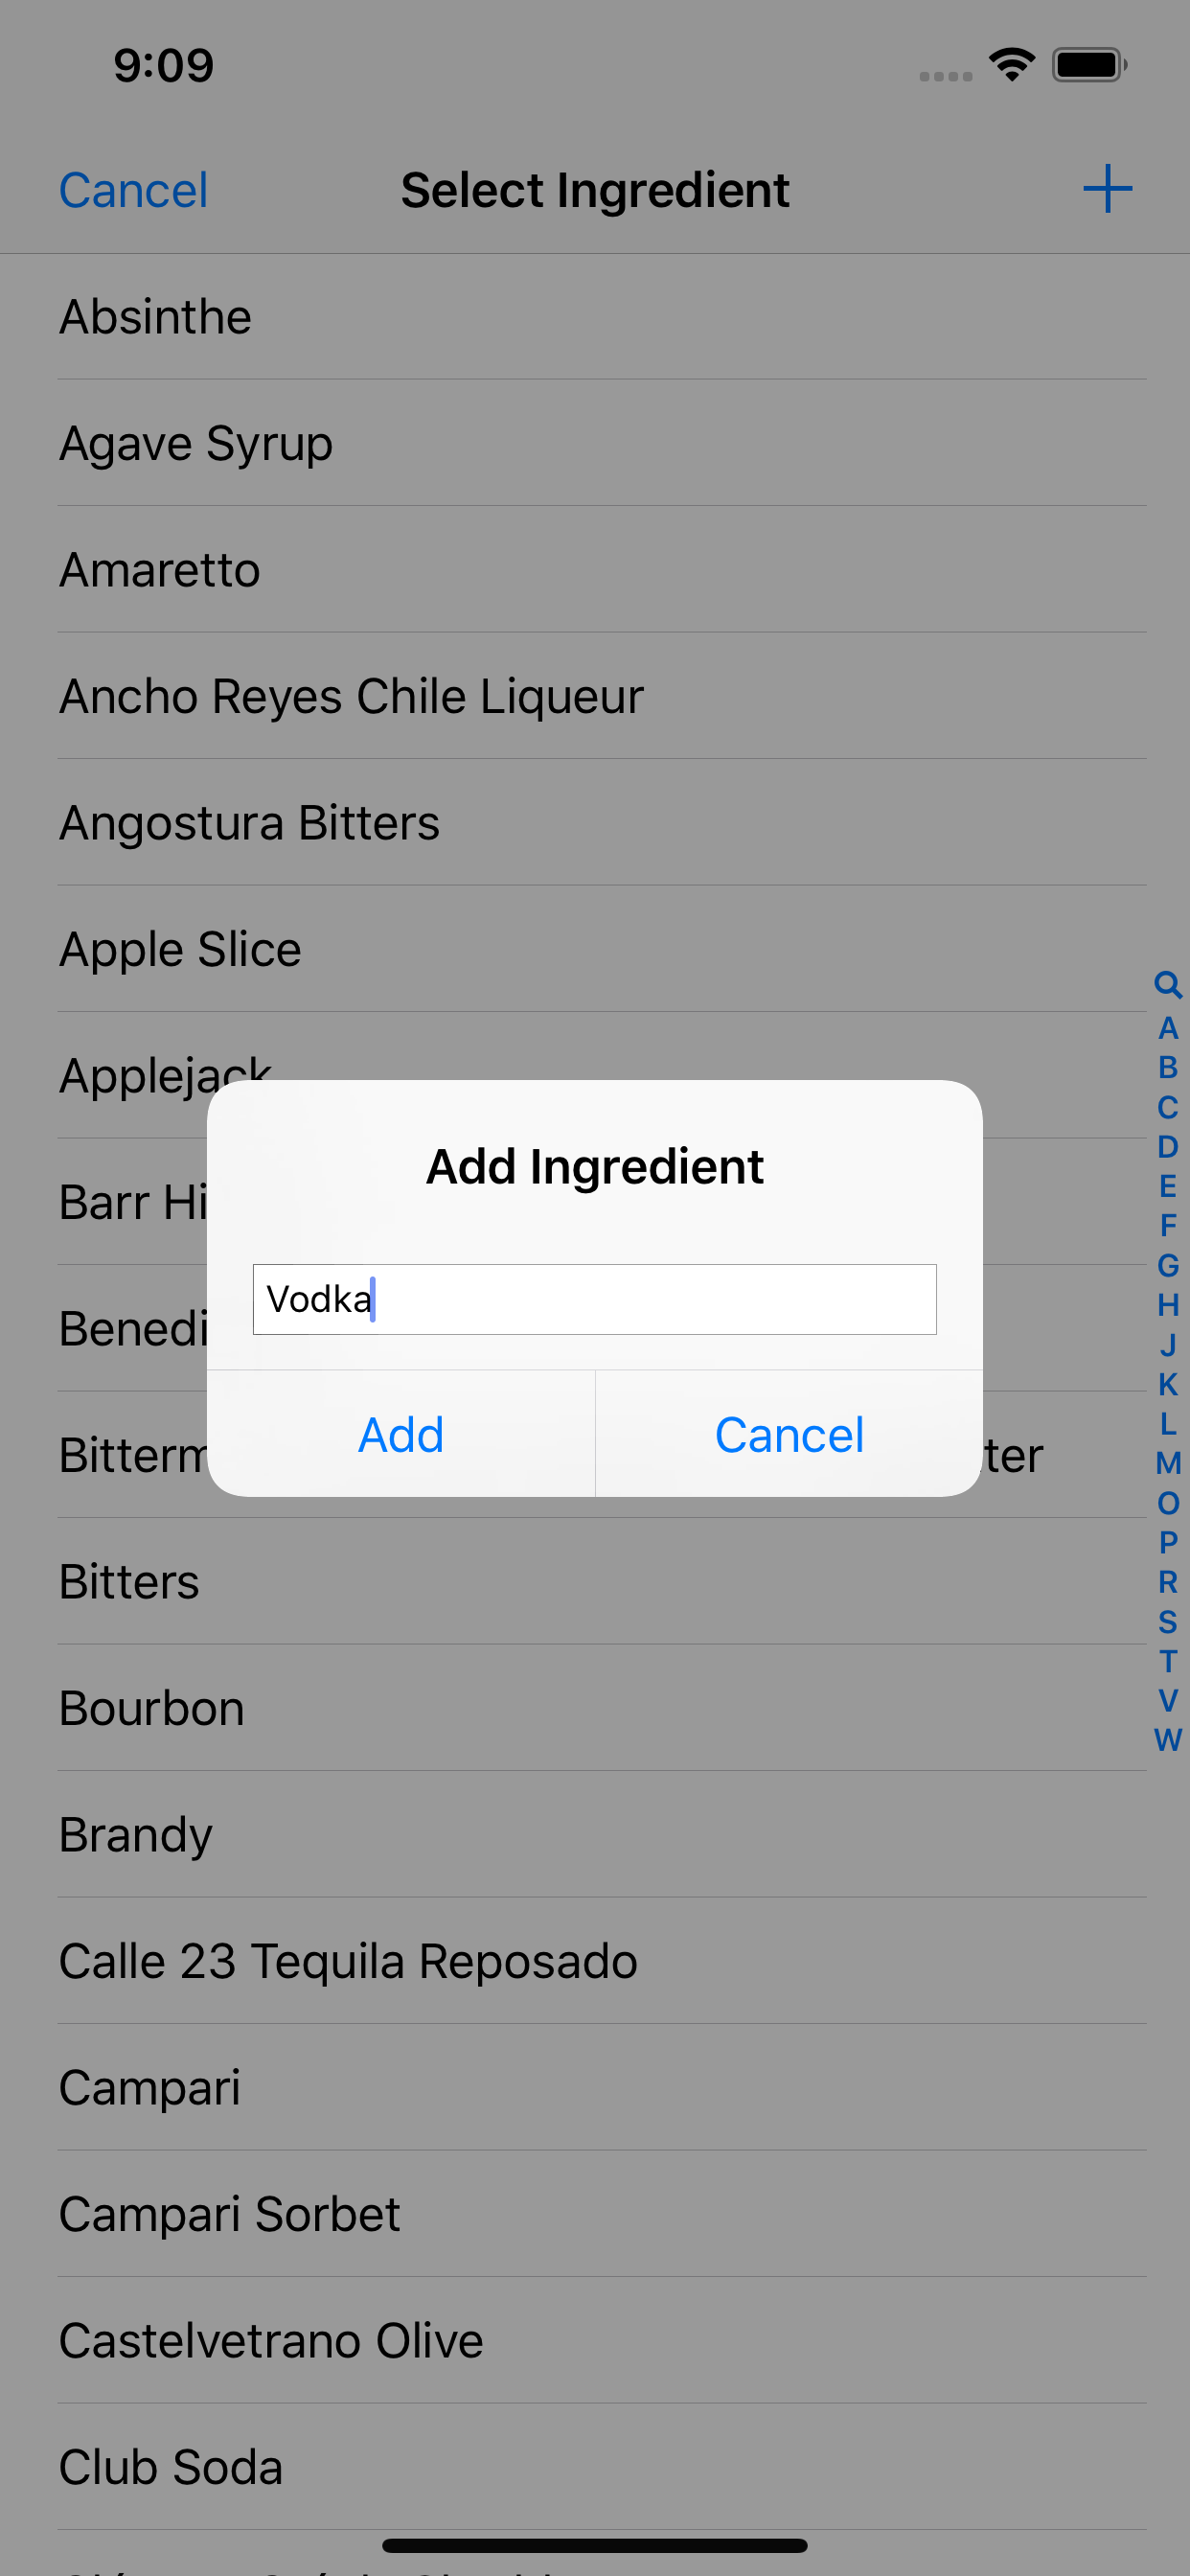 9:09
Cancel Select Ingredient +
Absinthe
Agave Syrup
Amaretto
Ancho Reyes Chile Liqueur
Angostura Bitters
Apple Slice
Applejack
Barr Hi
Benedi
Bitterm ter
Add Ingredient
Vodka
Add Cancel
Bitters
Bourbon
Brandy
Calle 23 Tequila Reposado
Campari
Campari Sorbet
Castelvetrano Olive
Club Soda
A
B
C
D
E
F
G
H
J
K
L
M
O
P
R
S
T
V
W